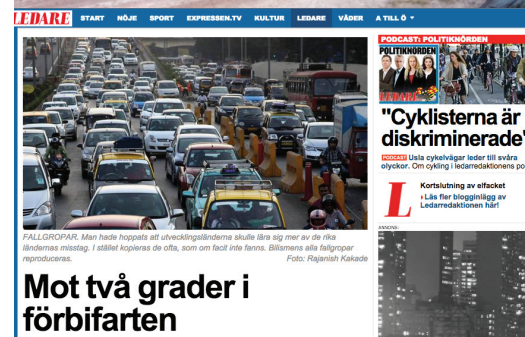 LEDARE START NÖJE SPORT EXPRESSEN.TV KULTUR LEDARE VÄDER A TILL Ö
FALLGROPAR. Man hade hoppats att utvecklingsländerna skulle lära sig mer av de rika
ländernas misstag. I stället kopieras de ofta, som om facit inte fanns. Bilismens alla fallgropar
reproduceras. Foto: Rajanish Kakade
Mot två grader i
förbifarten
PODCAST: POLITIKNÖRDEN
POLITIKNÖRDEN
LEDARE
"Cyklisterna är
diskriminerade"
PODCAST Usla cykelvägar leder till svåra
olyckor. Om cykling i ledarredaktionens po
L
Kortslutning av elfacket
Läs fler blogginlägg av
Ledarredaktionen här!
ANNONS: